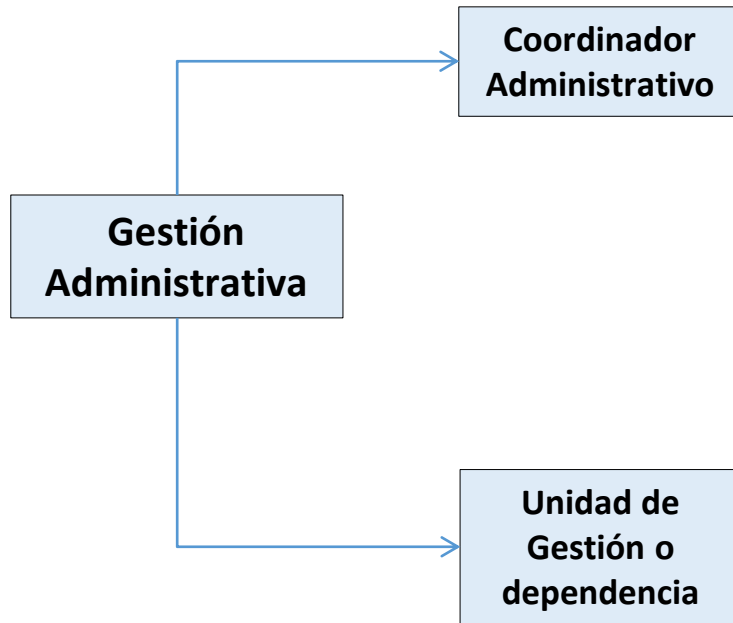 Coordinador
Administrativo
Gestión
Administrativa
Unidad de
Gestión o
dependencia